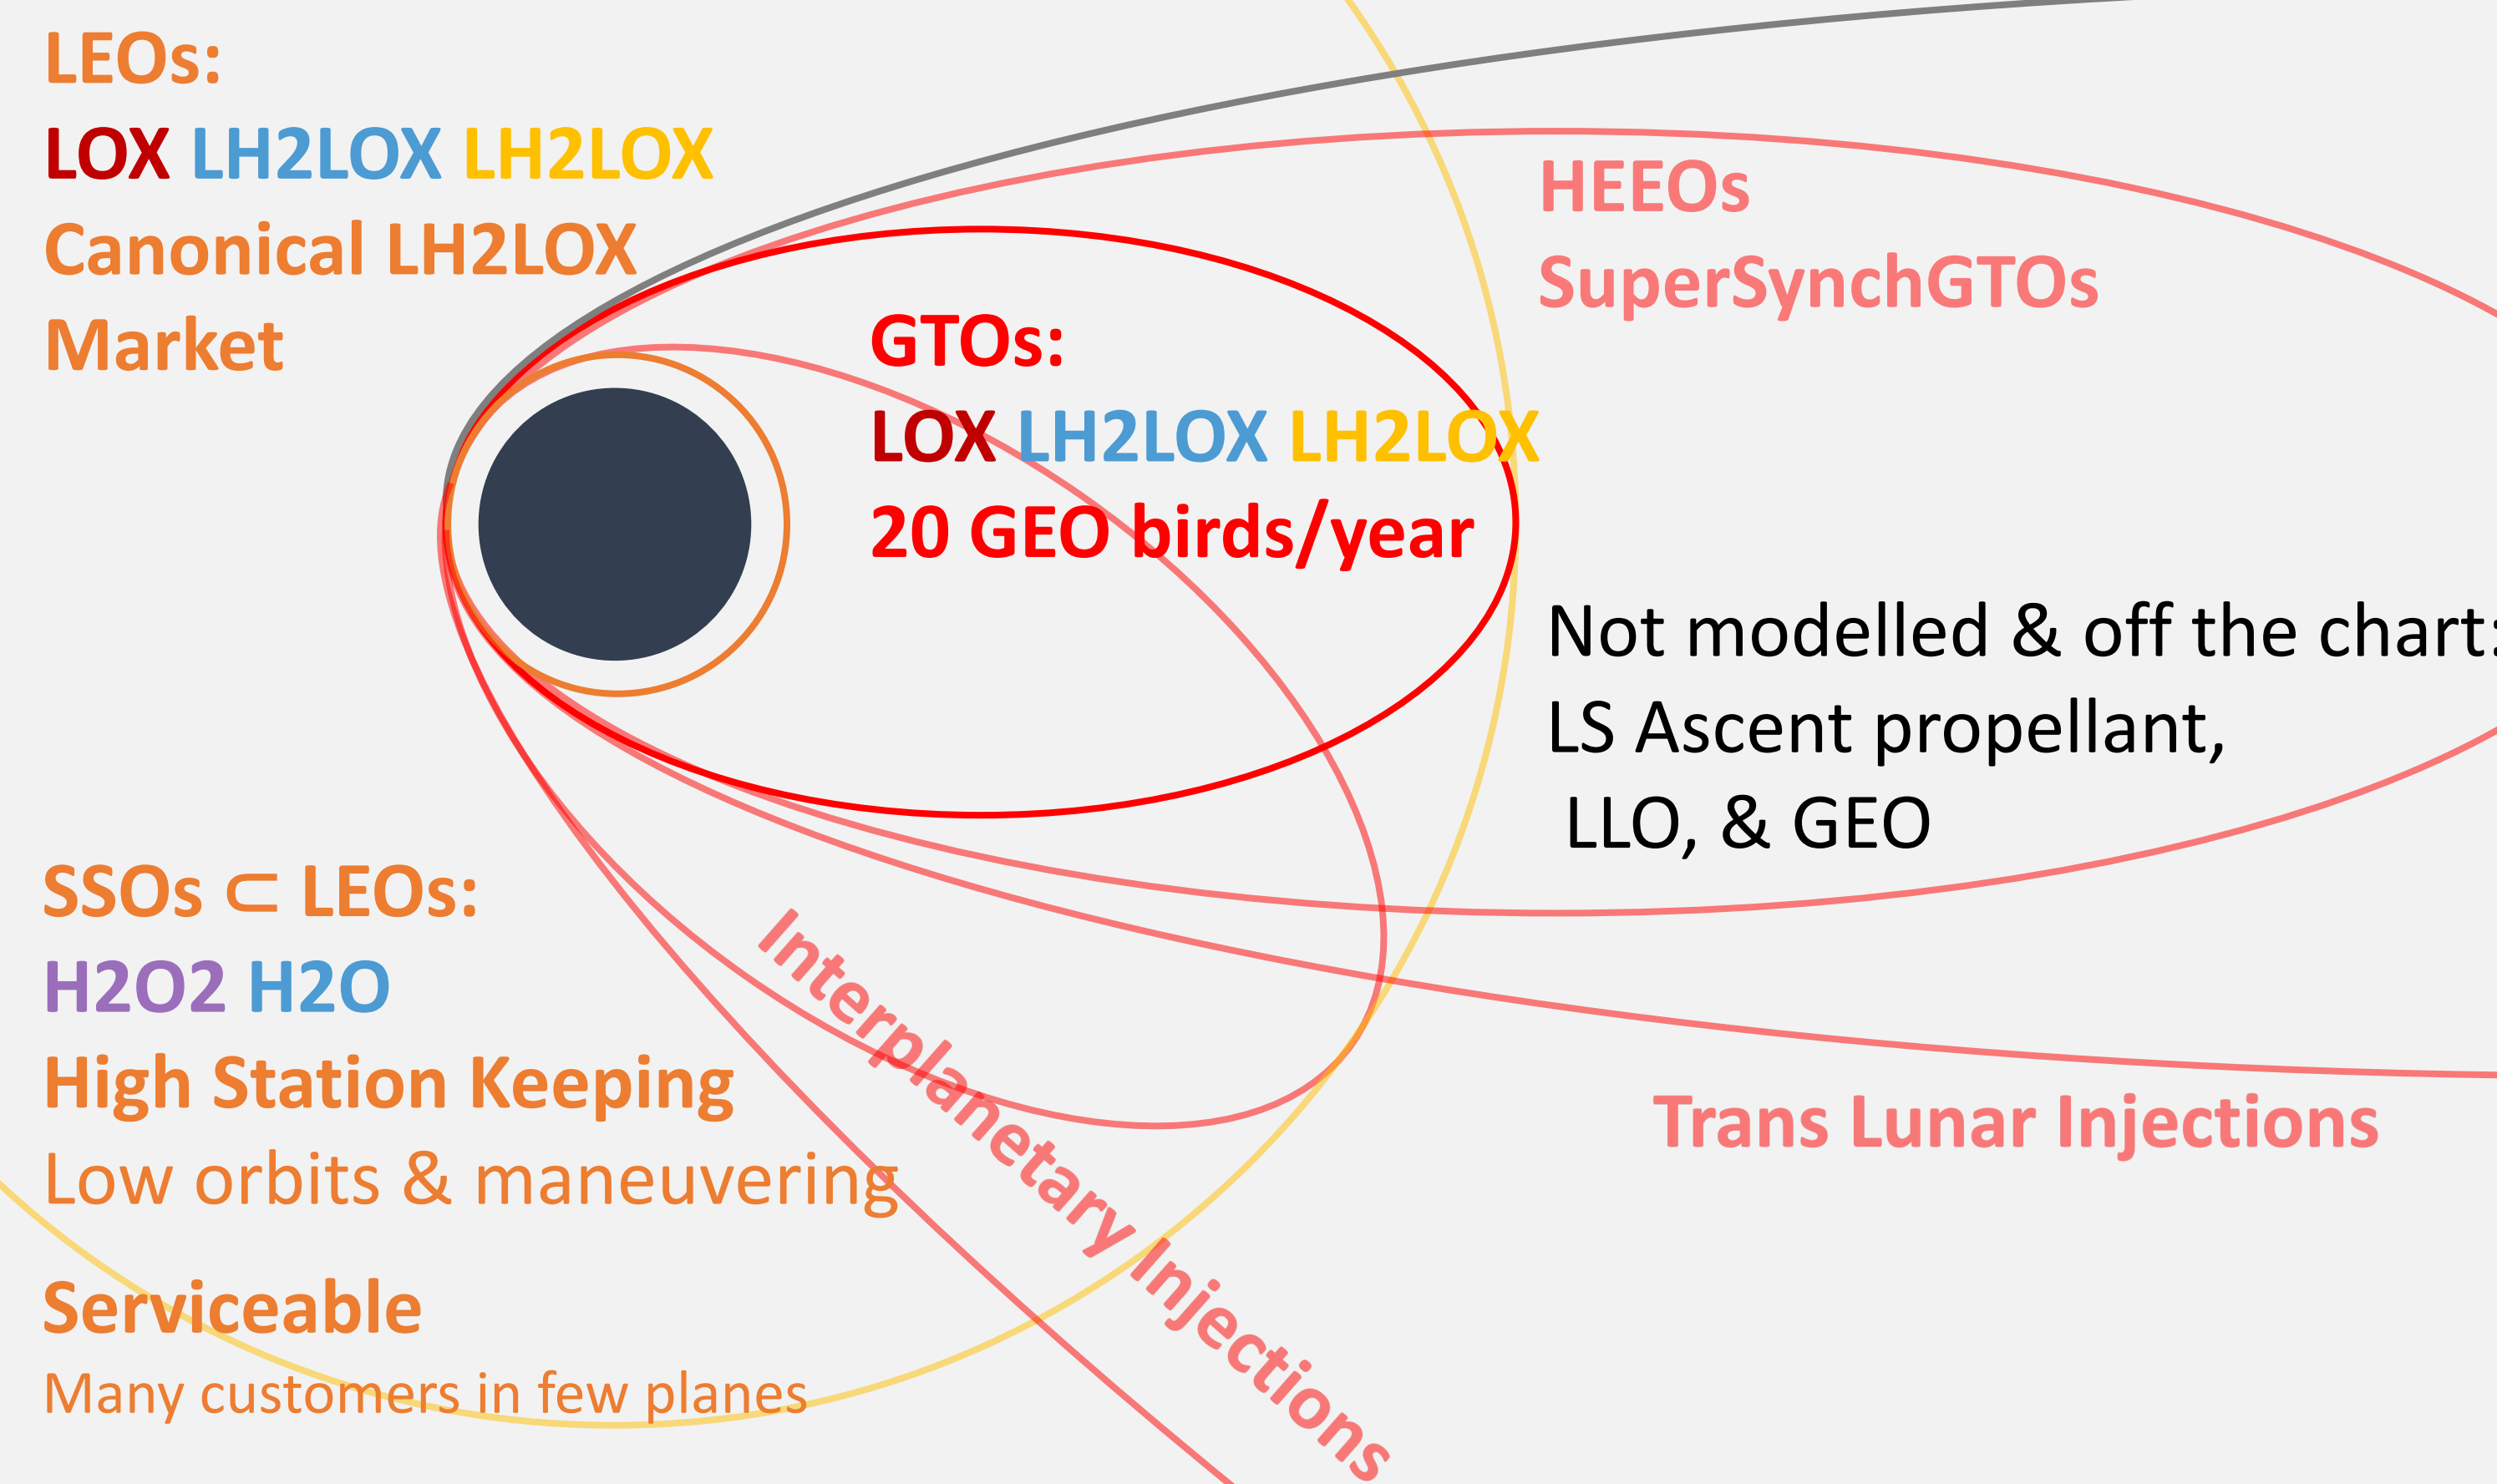 LEOs:
LOX LH2LOX LH2LOX
Canonical LH2LOX
Market
HEEOs
SuperSynchGTOs
GTOs:
LOX LH2LOX LH2LOX
20 GEO birds/year
Not modelled & off the chart:
LS Ascent propellant,
LLO, & GEO
SSOs ⊂ LEOs:
H2O2 H2O
High Station Keeping
Low orbits & maneuvering
Serviceable
Many customers in few planes
Interplanetary Injections
Trans Lunar Injections